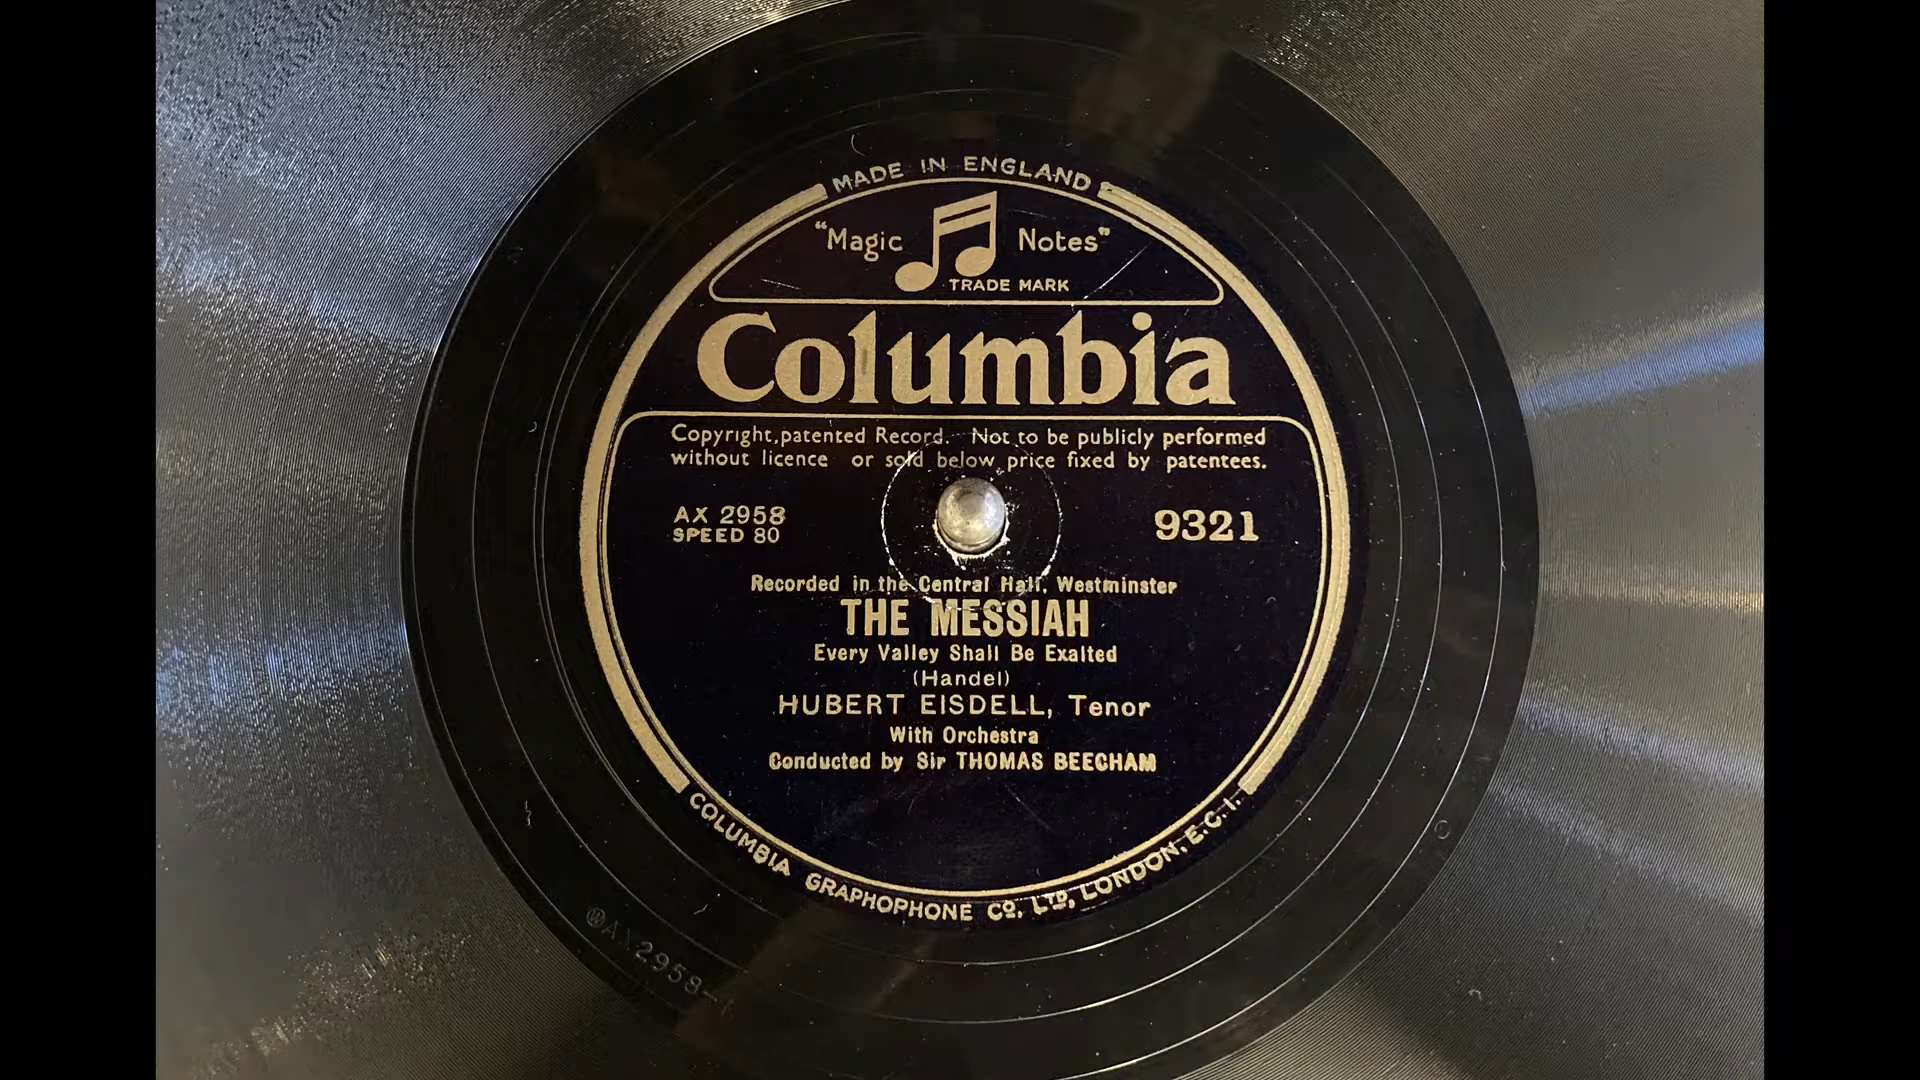 MADE IN ENGLAND
"Magic Notes"
TRADE MARK
Columbia
Copyright, patented Record. Not to be publicly performed
without licence or sold below price fixed by patentees.
AX 2958
SPEED 80
9321
Recorded in the Central Hall, Westminster
THE MESSIAH
Every Valley Shall Be Exalted
(Handel)
HUBERT EISDELL, Tenor
With Orchestra
Conducted by Sir THOMAS BEECHAM
COLUMBIA GRAPHOPHONE CO. LTD, LONDON, E.C.1.
Ⓦ AX2958-